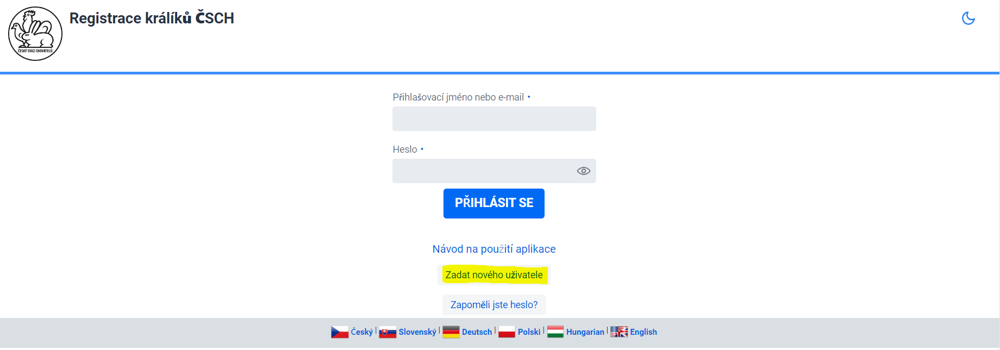 Registrace králíků ČSCH
ČESKÝ SVAZ CHOVATELŮ
Přihlašovací jméno nebo e-mail •
Heslo •
PŘIHLÁSIT SE
Návod na použití aplikace
Zadat nového uživatele
Zapoměli jste heslo?
Český | Slovenský | Deutsch | Polski | Hungarian | English